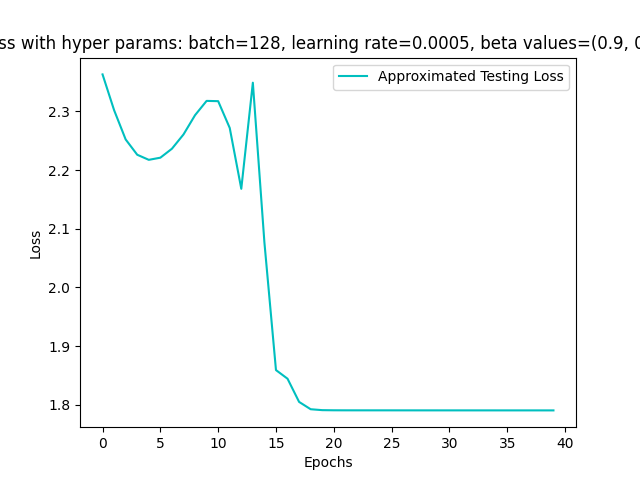 ss with hyper params: batch=128, learning rate=0.0005, beta values=(0.9, 0
Approximated Testing Loss
2.3
2.2
2.1
2.0
1.9
1.8
Loss
0 5 10 15 20 25 30 35 40
Epochs